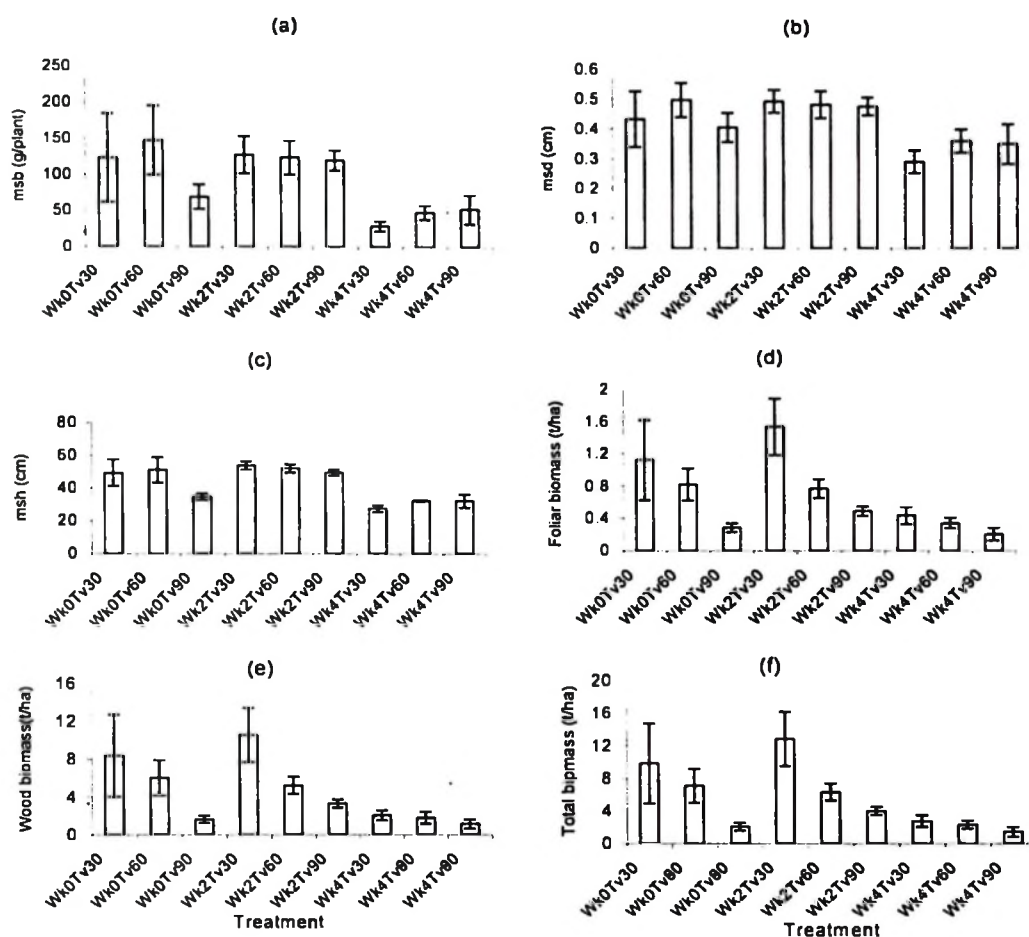 (a)
msb (g/plant)
250
200
150
100
50
0
Wk0Tv30
Wk0Tv60
Wk0Tv90
Wk2Tv30
Wk2Tv60
Wk2Tv90
Wk4Tv30
Wk4Tv60
Wk4Tv90
(b)
msd (cm)
0.6
0.5
0.4
0.3
0.2
0.1
0
Wk0Tv30
Wk0Tv60
Wk0Tv90
Wk2Tv30
Wk2Tv60
Wk2Tv90
Wk4Tv30
Wk4Tv60
Wk4Tv90
(c)
msh (cm)
80
60
40
20
0
Wk0Tv30
Wk0Tv60
Wk0Tv90
Wk2Tv30
Wk2Tv60
Wk2Tv90
Wk4Tv30
Wk4Tv60
Wk4Tv90
(d)
Foliar biomass (t/ha)
2
1.6
1.2
0.8
0.4
0
Wk0Tv30
Wk0Tv60
Wk0Tv90
Wk2Tv30
Wk2Tv60
Wk2Tv90
Wk4Tv30
Wk4Tv60
Wk4Tv90
(e)
Wood biomass(t/ha)
16
12
8
4
0
Wk0Tv30
Wk0Tv60
Wk0Tv90
Wk2Tv30
Wk2Tv60
Wk2Tv90
Wk4Tv30
Wk4Tv80
Wk4Tv80
Treatment
(f)
Total bipmass (t/ha)
20
16
12
8
4
0
Wk0Tv30
Wk0Tv80
Wk0Tv80
Wk2Tv30
Wk2Tv60
Wk2Tv90
Wk4Tv30
Wk4Tv60
Wk4Tv90
Treatment